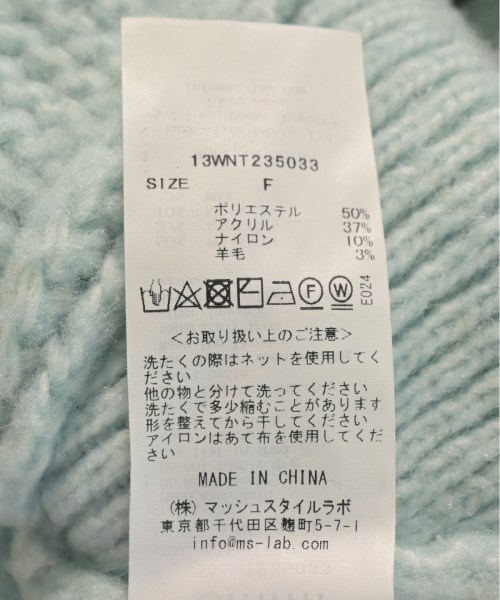 13WNT235033
SIZE F
ポリエステル 50%
アクリル 37%
ナイロン 10%
羊毛 3%
F W E024
<お取り扱い上のご注意>
洗たくの際はネットを使用してく
ださい
他の物と分けて洗ってください
洗たくで多少縮むことがあります
形を整えてから干してください
アイロンはあて布を使用してくだ
さい
MADE IN CHINA
(株) マッシュスタイルラボ
東京都千代田区麹町5-7-1
info@ms-lab.com